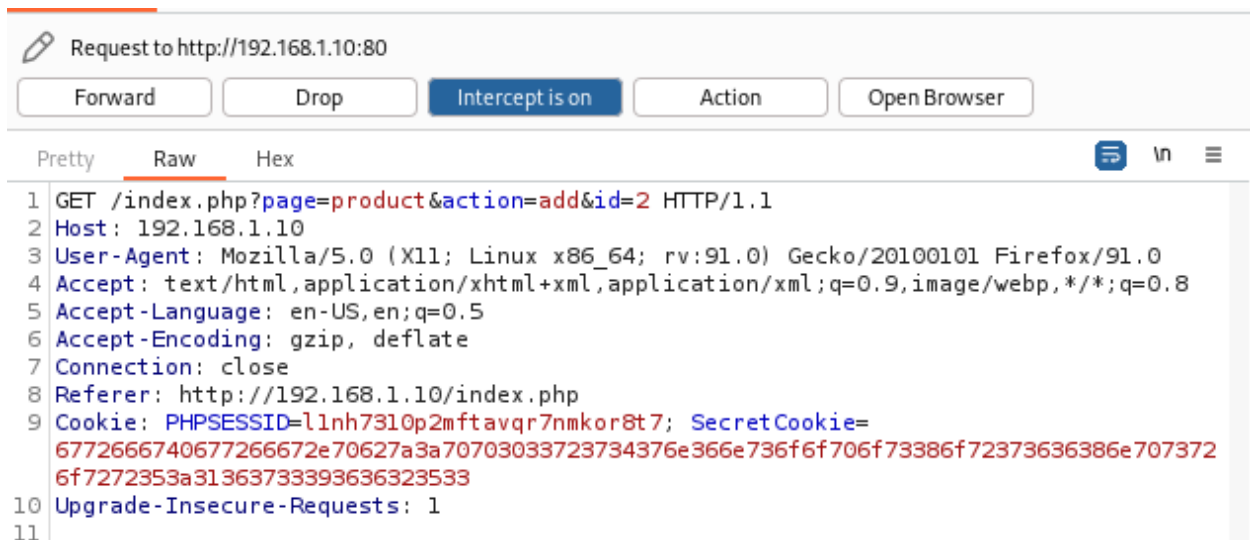 Request to http://192.168.1.10:80
Forward Drop Intercept is on Action Open Browser
Pretty Raw Hex \n
1 GET /index.php?page=product&action=add&id=2 HTTP/1.1
2 Host: 192.168.1.10
3 User-Agent: Mozilla/5.0 (X11; Linux x86_64; rv:91.0) Gecko/20100101 Firefox/91.0
4 Accept: text/html,application/xhtml+xml,application/xml;q=0.9,image/webp,*/*;q=0.8
5 Accept-Language: en-US,en;q=0.5
6 Accept-Encoding: gzip, deflate
7 Connection: close
8 Referer: http://192.168.1.10/index.php
9 Cookie: PHPSESSID=l1nh7310p2mftavqr7nmkor8t7; SecretCookie=
6772666740677266672e70627a3a70703033723734376e366e736f6f706f73386f72373636386e707372
6f7272353a31363733393636323533
10 Upgrade-Insecure-Requests: 1
11